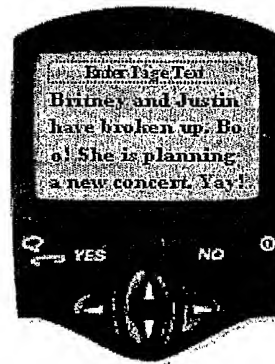 Enter Page Text
Britney and Justin
have broken up. Bo
o! She is planning
a new concert. Yay!
YES NO